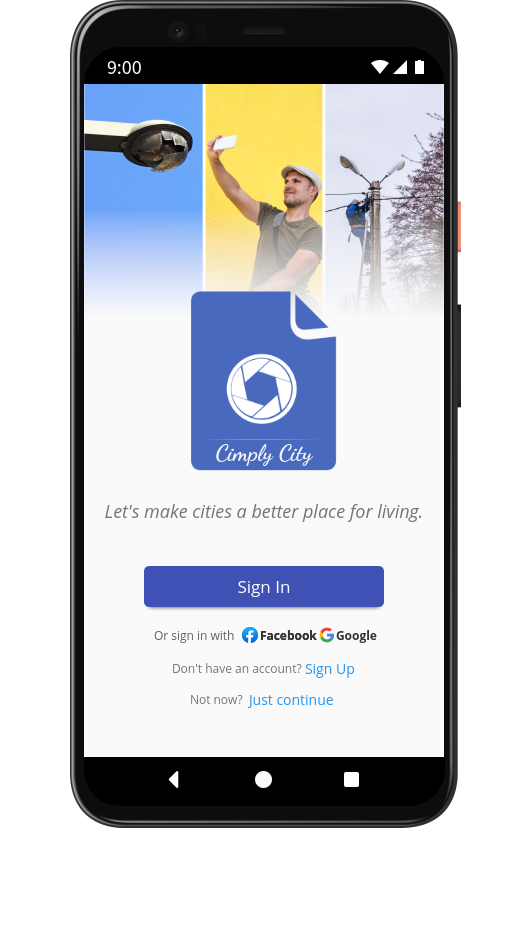 9:00
Cimply City
Let's make cities a better place for living.
Sign In
Or sign in with Facebook Google
Don't have an account? Sign Up
Not now? Just continue